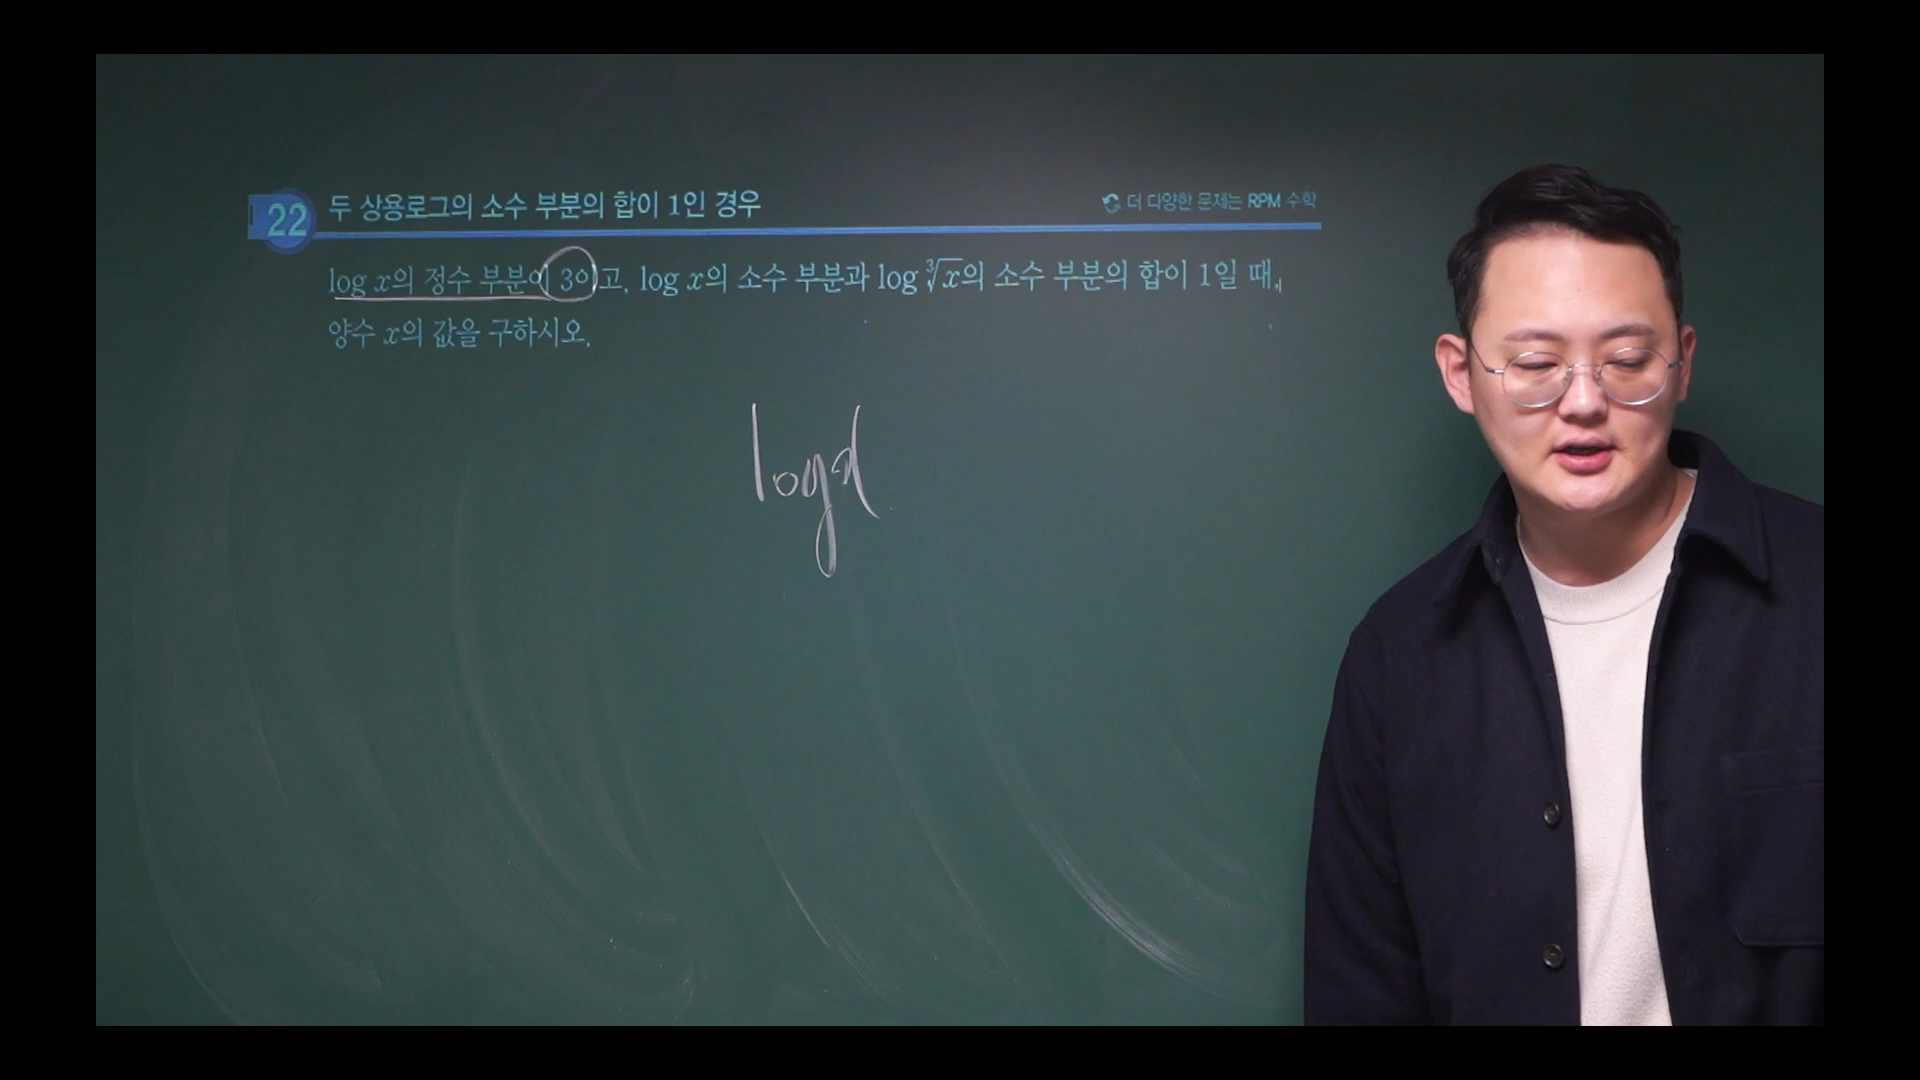 22 두 상용로그의 소수 부분의 합이 1인 경우
더 다양한 문제는 RPM 수학
log x의 정수 부분이 3이고, log x의 소수 부분과 log ∛x의 소수 부분의 합이 1일 때,
양수 x의 값을 구하시오.
log x